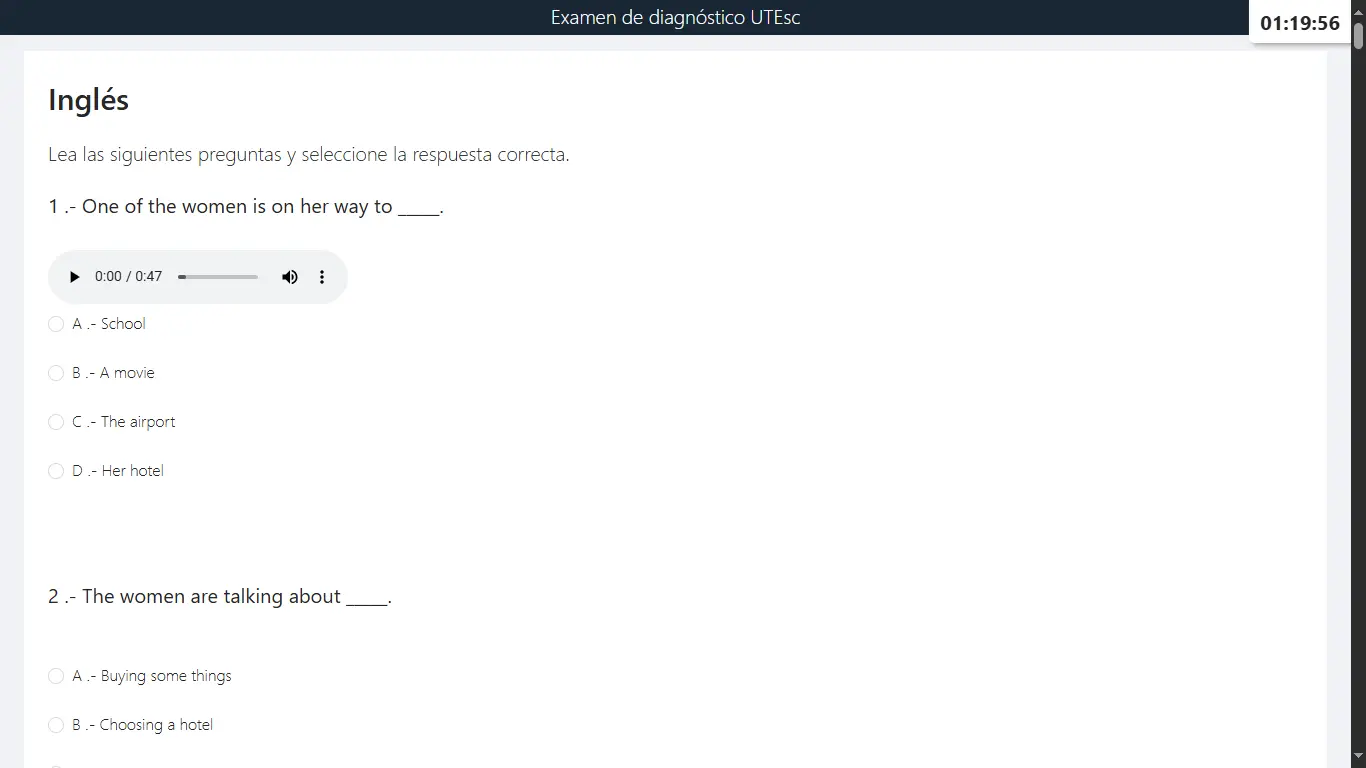 Examen de diagnóstico UTEsc
01:19:56
Inglés
Lea las siguientes preguntas y seleccione la respuesta correcta.
1 .- One of the women is on her way to _____.
0:00 / 0:47
A .- School
B .- A movie
C .- The airport
D .- Her hotel
2 .- The women are talking about _____.
A .- Buying some things
B .- Choosing a hotel